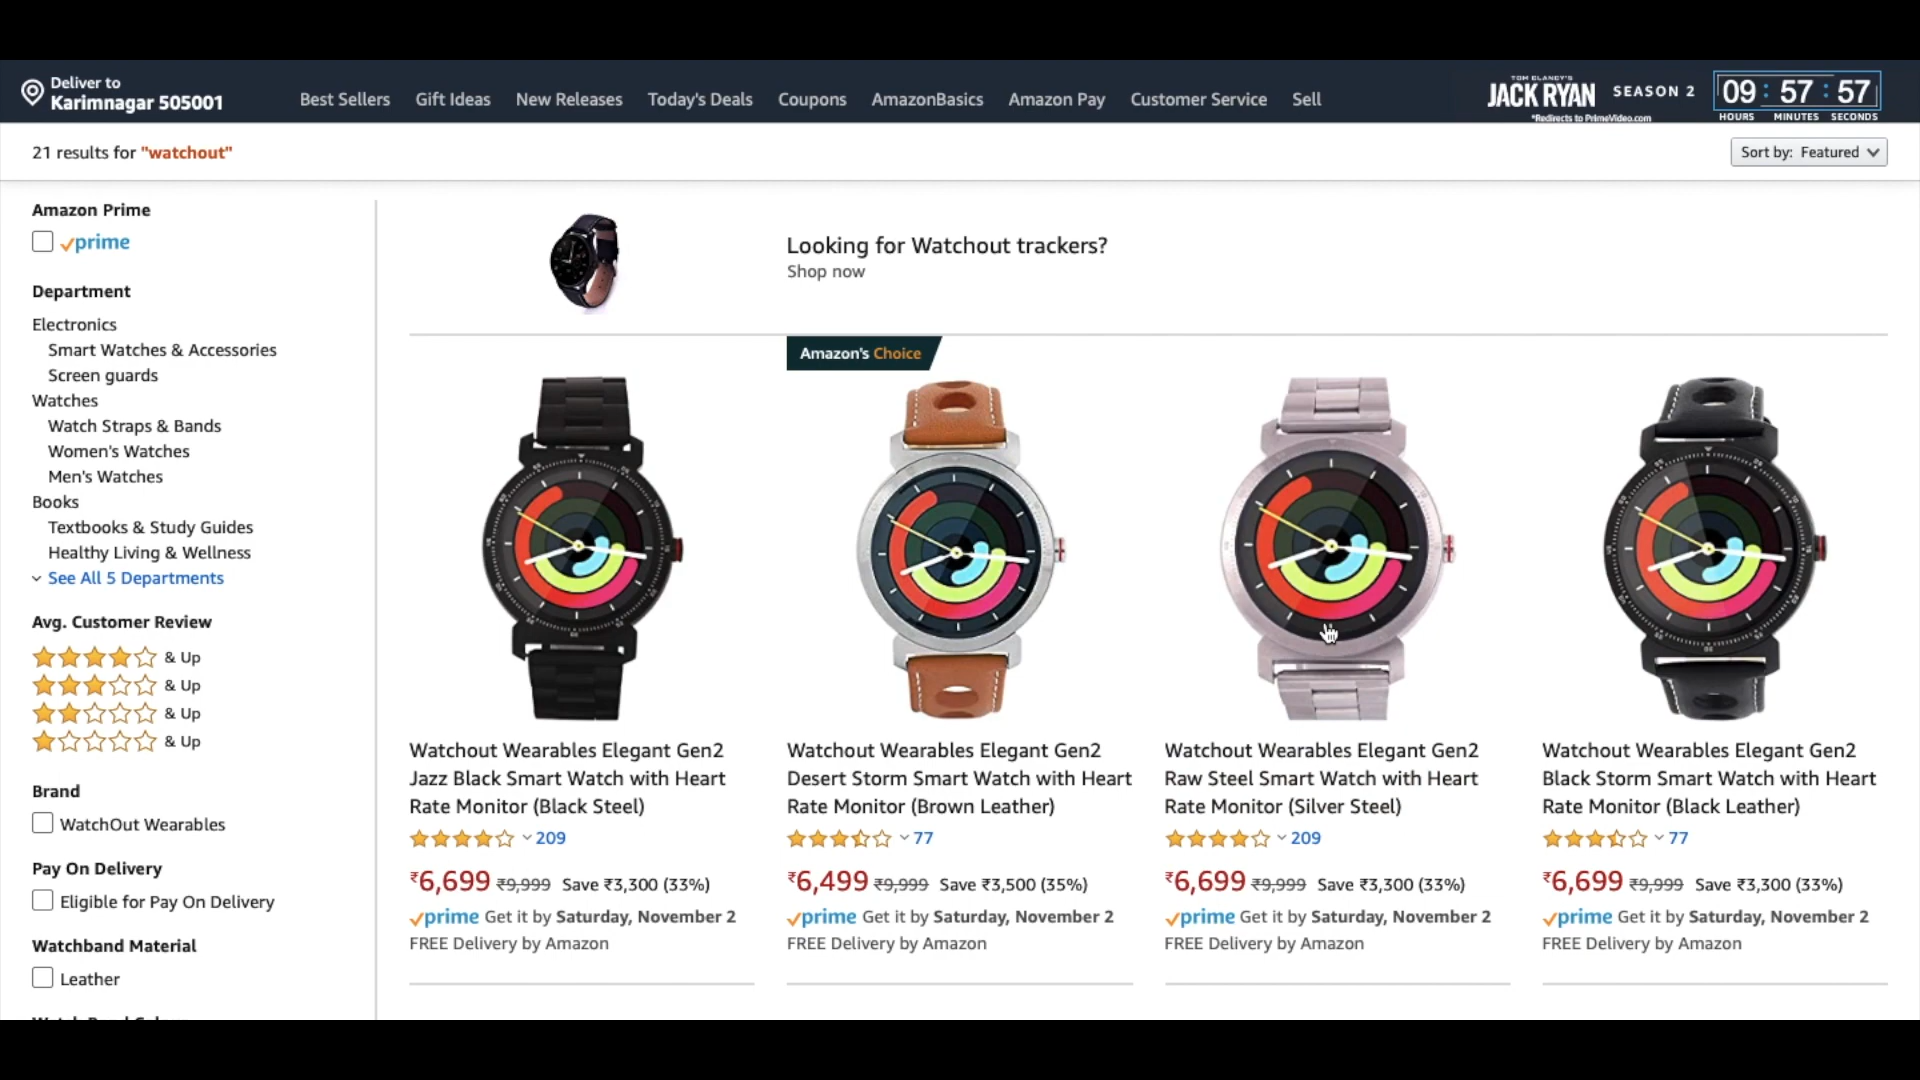 Deliver to
Karimnagar 505001
Best Sellers Gift Ideas New Releases Today's Deals Coupons AmazonBasics Amazon Pay Customer Service Sell
TOM CLANCY'S
JACK RYAN SEASON 2
*Redirects to PrimeVideo.com
09 : 57 : 57
HOURS MINUTES SECONDS
21 results for "watchout"
Sort by: Featured
Amazon Prime
prime
Department
Electronics
Smart Watches & Accessories
Screen guards
Watches
Watch Straps & Bands
Women's Watches
Men's Watches
Books
Textbooks & Study Guides
Healthy Living & Wellness
See All 5 Departments
Avg. Customer Review
& Up
& Up
& Up
& Up
Brand
WatchOut Wearables
Pay On Delivery
Eligible for Pay On Delivery
Watchband Material
Leather
Looking for Watchout trackers?
Shop now
Amazon's Choice
Watchout Wearables Elegant Gen2
Jazz Black Smart Watch with Heart
Rate Monitor (Black Steel)
209
₹6,699 ₹9,999 Save ₹3,300 (33%)
prime Get it by Saturday, November 2
FREE Delivery by Amazon
Watchout Wearables Elegant Gen2
Desert Storm Smart Watch with Heart
Rate Monitor (Brown Leather)
77
₹6,499 ₹9,999 Save ₹3,500 (35%)
prime Get it by Saturday, November 2
FREE Delivery by Amazon
Watchout Wearables Elegant Gen2
Raw Steel Smart Watch with Heart
Rate Monitor (Silver Steel)
209
₹6,699 ₹9,999 Save ₹3,300 (33%)
prime Get it by Saturday, November 2
FREE Delivery by Amazon
Watchout Wearables Elegant Gen2
Black Storm Smart Watch with Heart
Rate Monitor (Black Leather)
77
₹6,699 ₹9,999 Save ₹3,300 (33%)
prime Get it by Saturday, November 2
FREE Delivery by Amazon